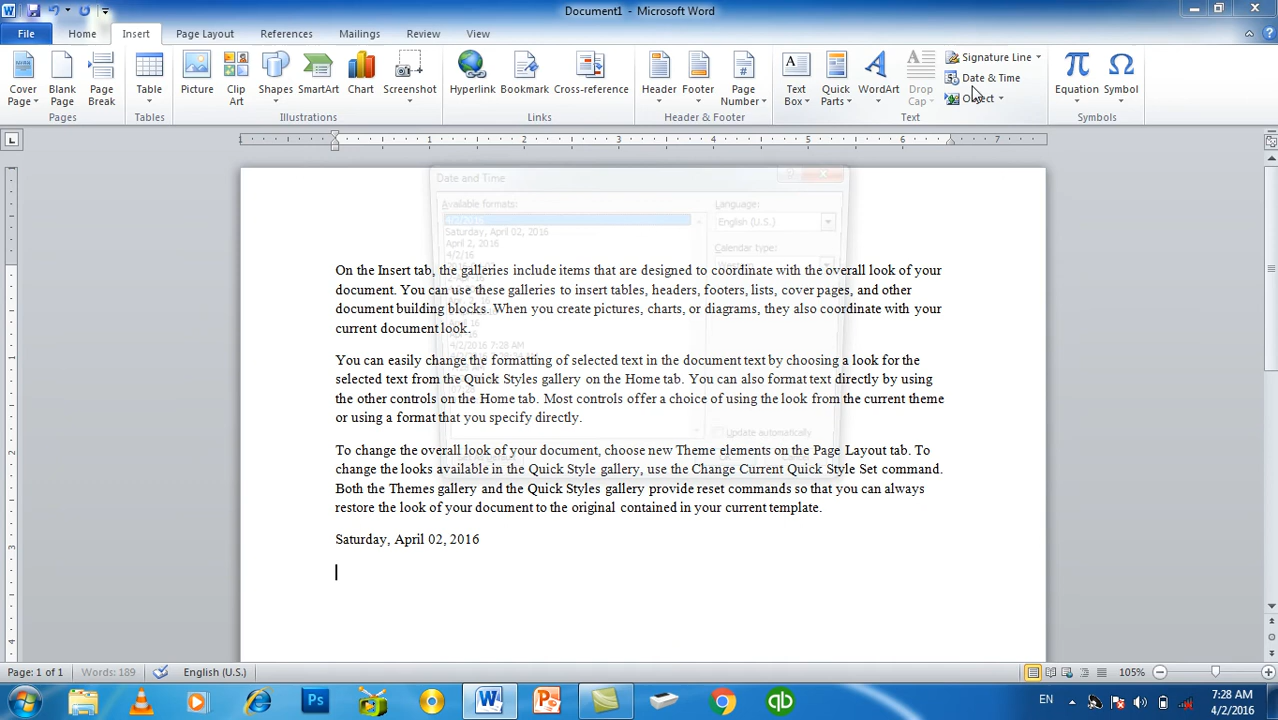 Document1 - Microsoft Word
File Home Insert Page Layout References Mailings Review View
Cover Page Blank Page Page Break Table Picture Clip Art Shapes SmartArt Chart Screenshot Hyperlink Bookmark Cross-reference Header Footer Page Number Text Box Quick Parts WordArt Drop Cap Signature Line
Date & Time
Equation Symbol
Pages Tables Illustrations Links Header & Footer Text Symbols
1 1 2 3 4 5 6 7
Date and Time
Available formats: Language:
4/2/2016 English (U.S.)
Saturday, April 02, 2016
April 2, 2016 Calendar type:
4/2/16
On the Insert tab, the galleries include items that are designed to coordinate with the overall look of your
document. You can use these galleries to insert tables, headers, footers, lists, cover pages, and other
document building blocks. When you create pictures, charts, or diagrams, they also coordinate with your
current document look.
4/2/2016 7:28 AM
You can easily change the formatting of selected text in the document text by choosing a look for the
selected text from the Quick Styles gallery on the Home tab. You can also format text directly by using
the other controls on the Home tab. Most controls offer a choice of using the look from the current theme
or using a format that you specify directly.
Update automatically
To change the overall look of your document, choose new Theme elements on the Page Layout tab. To
change the looks available in the Quick Style gallery, use the Change Current Quick Style Set command.
Both the Themes gallery and the Quick Styles gallery provide reset commands so that you can always
restore the look of your document to the original contained in your current template.
Saturday, April 02, 2016
Page: 1 of 1 Words: 189 English (U.S.) 105%
EN 7:28 AM
4/2/2016